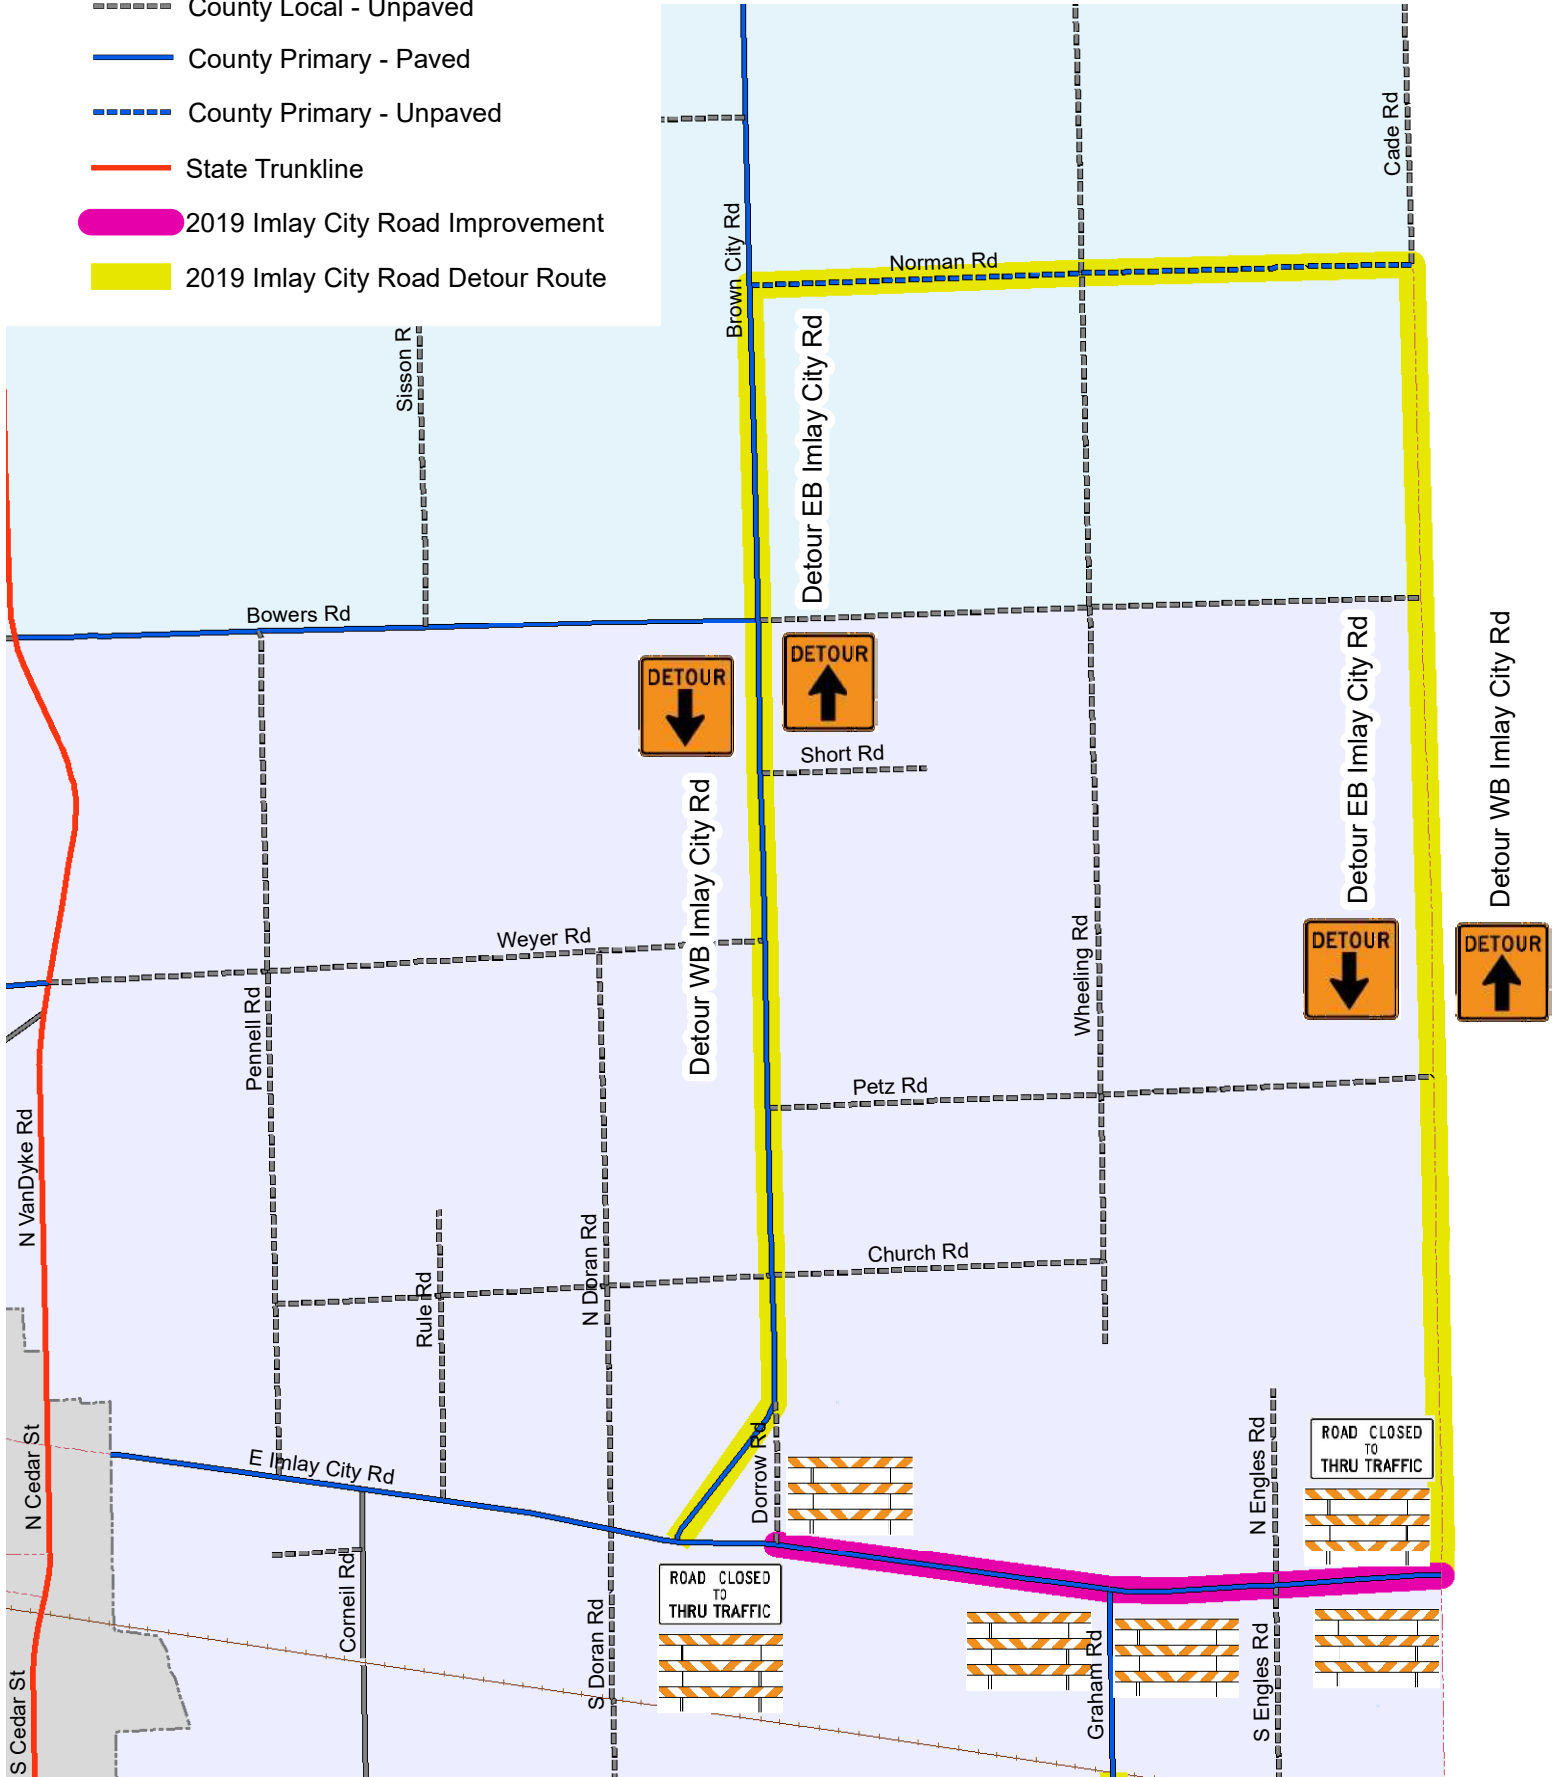 County Local - Unpaved
County Primary - Paved
County Primary - Unpaved
State Trunkline
2019 Imlay City Road Improvement
2019 Imlay City Road Detour Route
Cade Rd
Brown City Rd
Norman Rd
Sisson R
Detour EB Imlay City Rd
Bowers Rd
DETOUR
DETOUR
Short Rd
Detour EB Imlay City Rd
Detour WB Imlay City Rd
Detour WB Imlay City Rd
Weyer Rd
DETOUR
DETOUR
Wheeling Rd
Pennell Rd
Petz Rd
N VanDyke Rd
N Doran Rd
Church Rd
Rule Rd
N Cedar St
E Imlay City Rd
Dorrow Rd
N Engles Rd
ROAD CLOSED
TO
THRU TRAFFIC
Cornell Rd
ROAD CLOSED
TO
THRU TRAFFIC
S Doran Rd
Graham Rd
S Engles Rd
S Cedar St